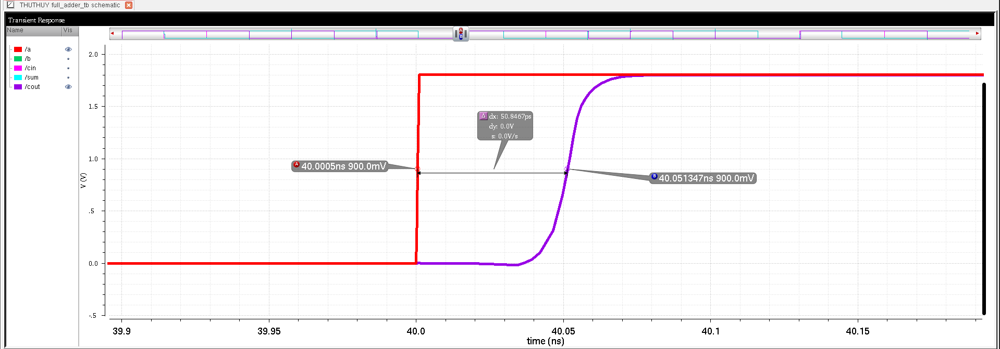 THUTHUY full_adder_tb schematic
Transient Response
Name Vis
/a
/b
/cin
/sum
/cout
A
B
2.0
1.5
1.0
.5
0.0
-.5
V (V)
Δ dx: 50.8467ps
dy: 0.0V
s: 0.0V/s
A 40.0005ns 900.0mV
B 40.051347ns 900.0mV
39.9 39.95 40.0 40.05 40.1 40.15
time (ns)